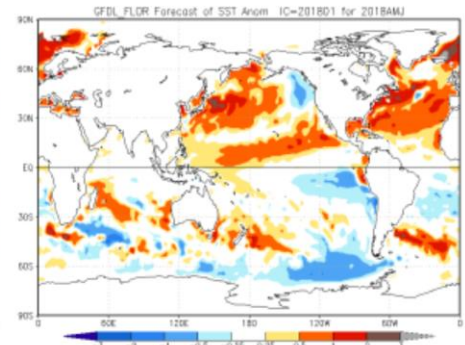 GFDL_FLOR Forecast of SST Anom IC=201801 for 2018AMJ
90N
60N
30N
EQ
30S
60S
90S
0 60E 120E 180 120W 60W 0